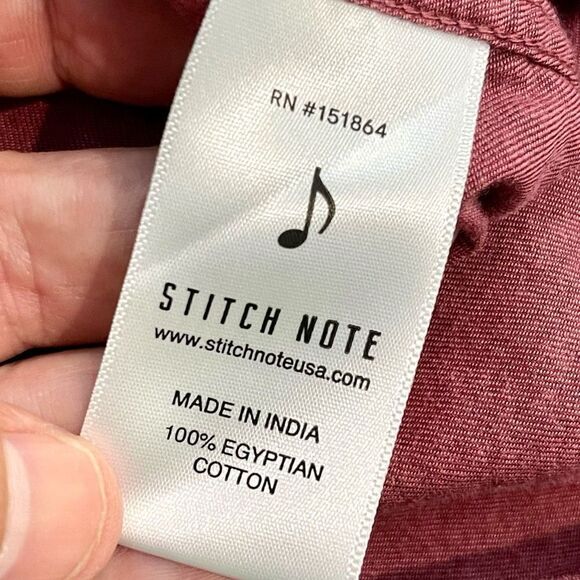 RN #151864
STITCH NOTE
www.stitchnoteusa.com
MADE IN INDIA
100% EGYPTIAN
COTTON